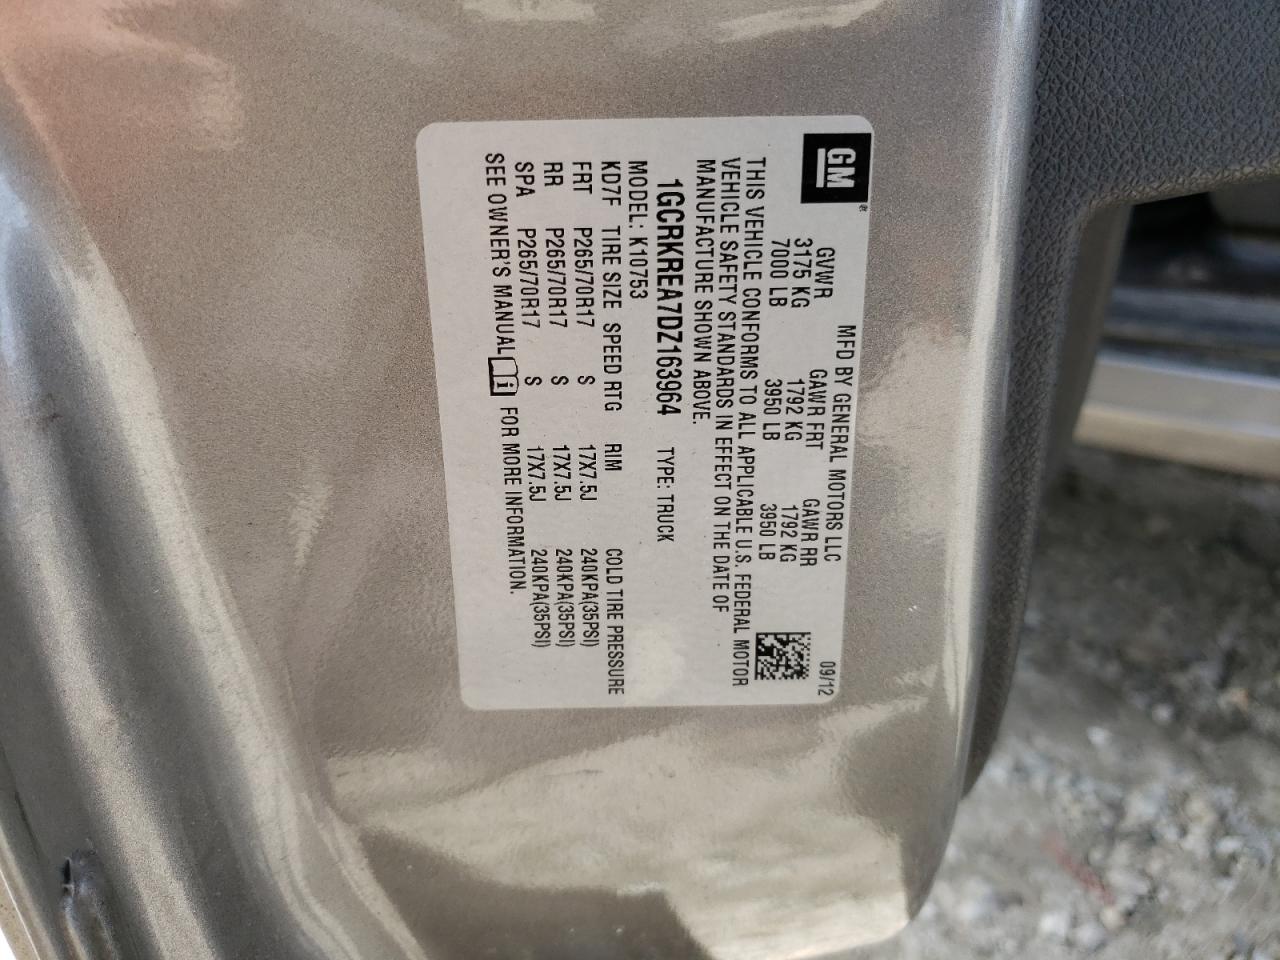 GM
MFD BY GENERAL MOTORS LLC 09/12
GVWR GAWR FRT GAWR RR
3175 KG 1792 KG 1792 KG
7000 LB 3950 LB 3950 LB
THIS VEHICLE CONFORMS TO ALL APPLICABLE U.S. FEDERAL MOTOR
VEHICLE SAFETY STANDARDS IN EFFECT ON THE DATE OF
MANUFACTURE SHOWN ABOVE.
1GCRKREA7DZ163964 TYPE: TRUCK
MODEL: K10753
KD7F TIRE SIZE SPEED RTG RIM COLD TIRE PRESSURE
FRT P265/70R17 S 17X7.5J 240KPA(35PSI)
RR P265/70R17 S 17X7.5J 240KPA(35PSI)
SPA P265/70R17 S 17X7.5J 240KPA(35PSI)
SEE OWNER'S MANUAL FOR MORE INFORMATION.